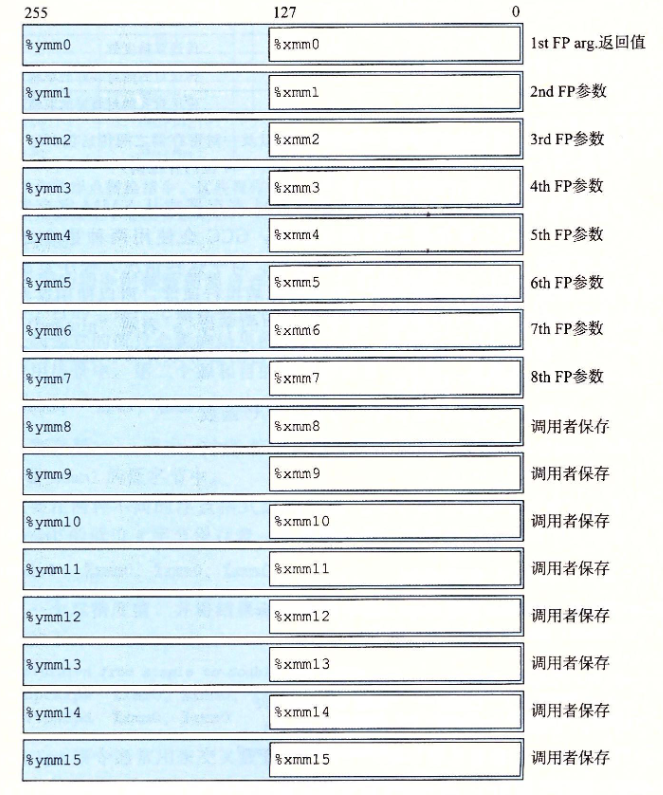 255 127 0
%ymm0 %xmm0 1st FP arg.返回值
%ymm1 %xmm1 2nd FP参数
%ymm2 %xmm2 3rd FP参数
%ymm3 %xmm3 4th FP参数
%ymm4 %xmm4 5th FP参数
%ymm5 %xmm5 6th FP参数
%ymm6 %xmm6 7th FP参数
%ymm7 %xmm7 8th FP参数
%ymm8 %xmm8 调用者保存
%ymm9 %xmm9 调用者保存
%ymm10 %xmm10 调用者保存
%ymm11 %xmm11 调用者保存
%ymm12 %xmm12 调用者保存
%ymm13 %xmm13 调用者保存
%ymm14 %xmm14 调用者保存
%ymm15 %xmm15 调用者保存